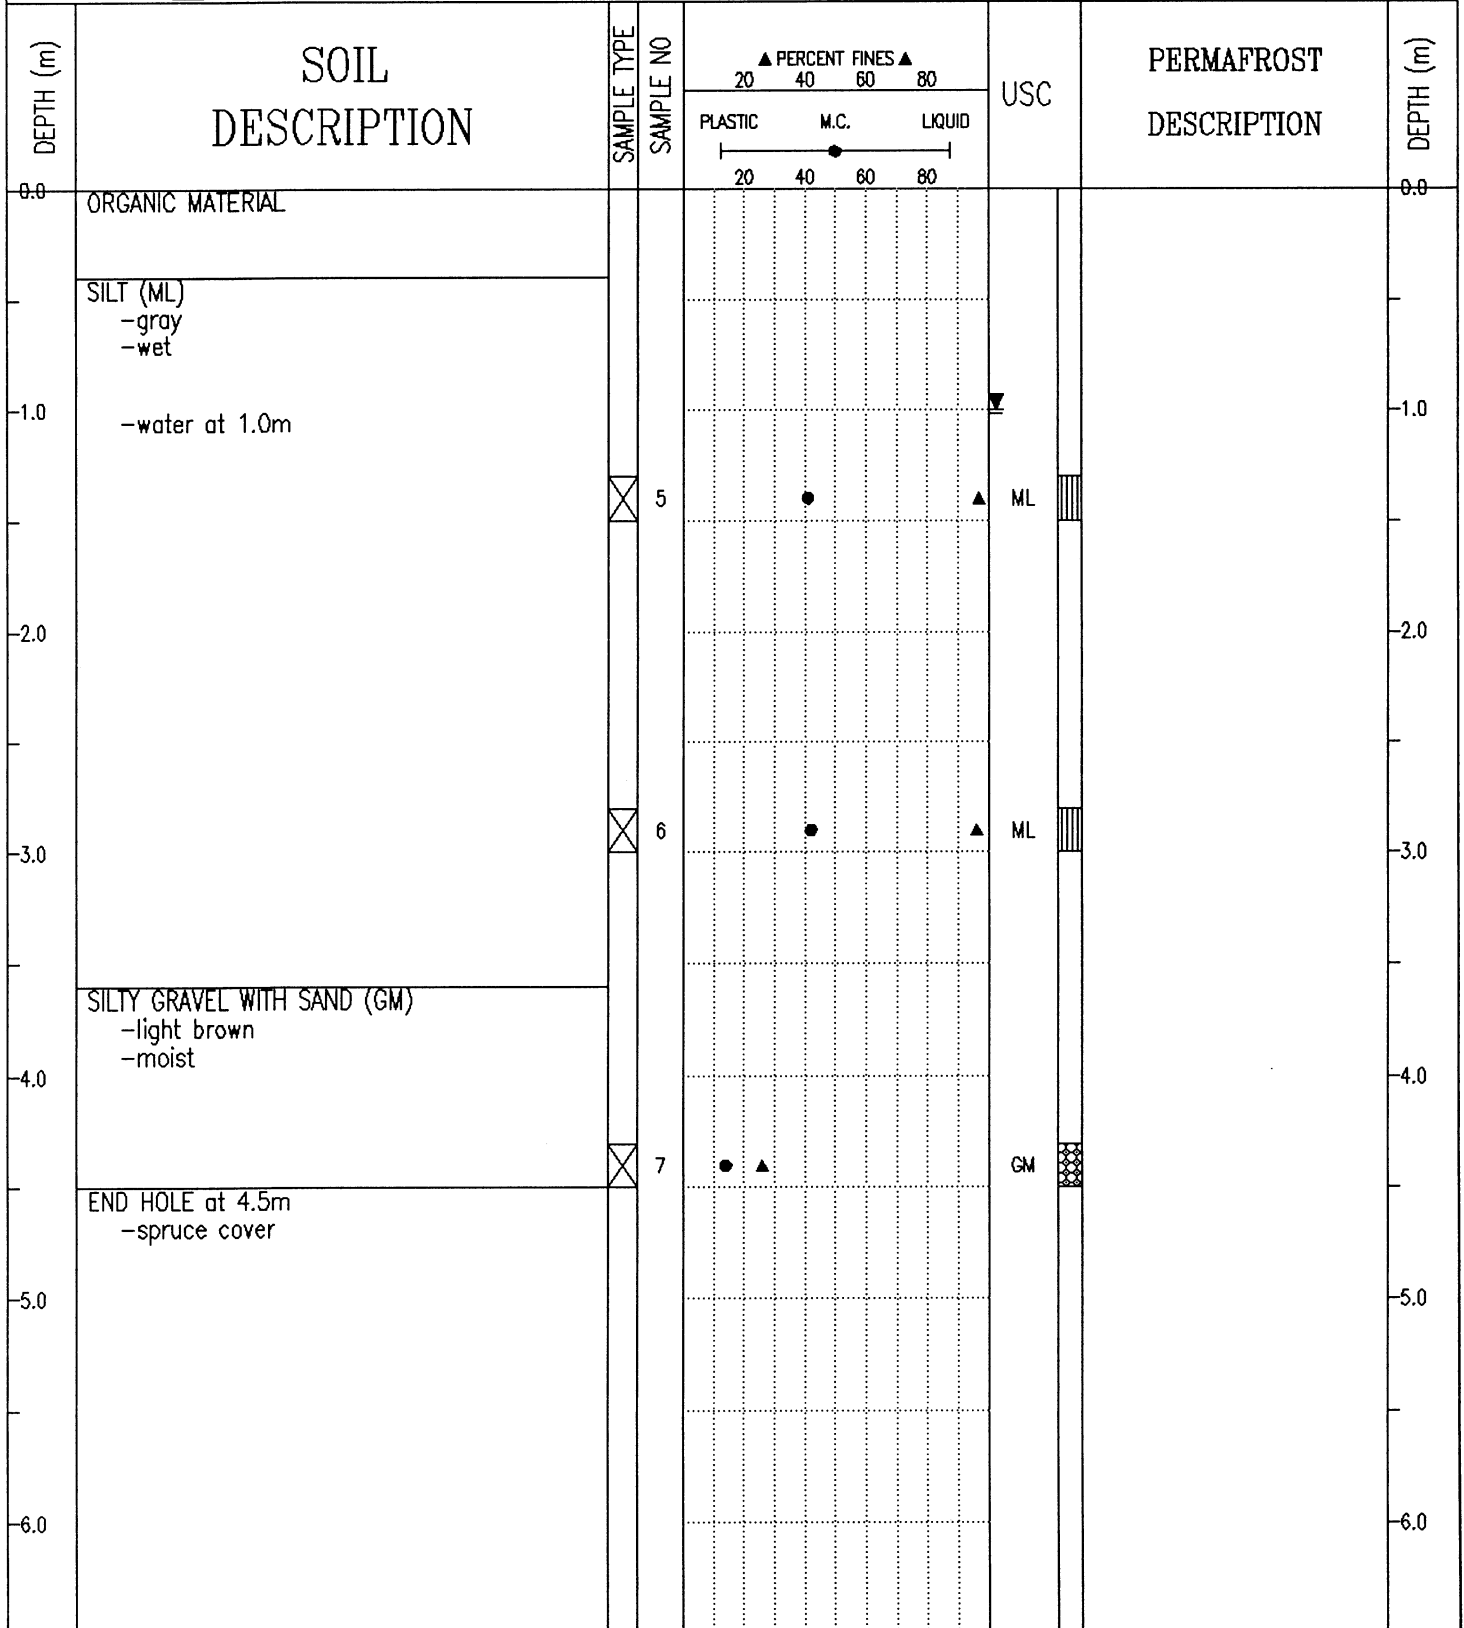 DEPTH (m)
SOIL
DESCRIPTION
SAMPLE TYPE
SAMPLE NO
▲ PERCENT FINES ▲
20 40 60 80
PLASTIC M.C. LIQUID
20 40 60 80
USC
PERMAFROST
DESCRIPTION
DEPTH (m)
0.0 0.0
ORGANIC MATERIAL
SILT (ML)
-gray
-wet
1.0 1.0
-water at 1.0m
5 ML
2.0 2.0
6 ML
3.0 3.0
SILTY GRAVEL WITH SAND (GM)
-light brown
-moist
4.0 4.0
7 GM
END HOLE at 4.5m
-spruce cover
5.0 5.0
6.0 6.0